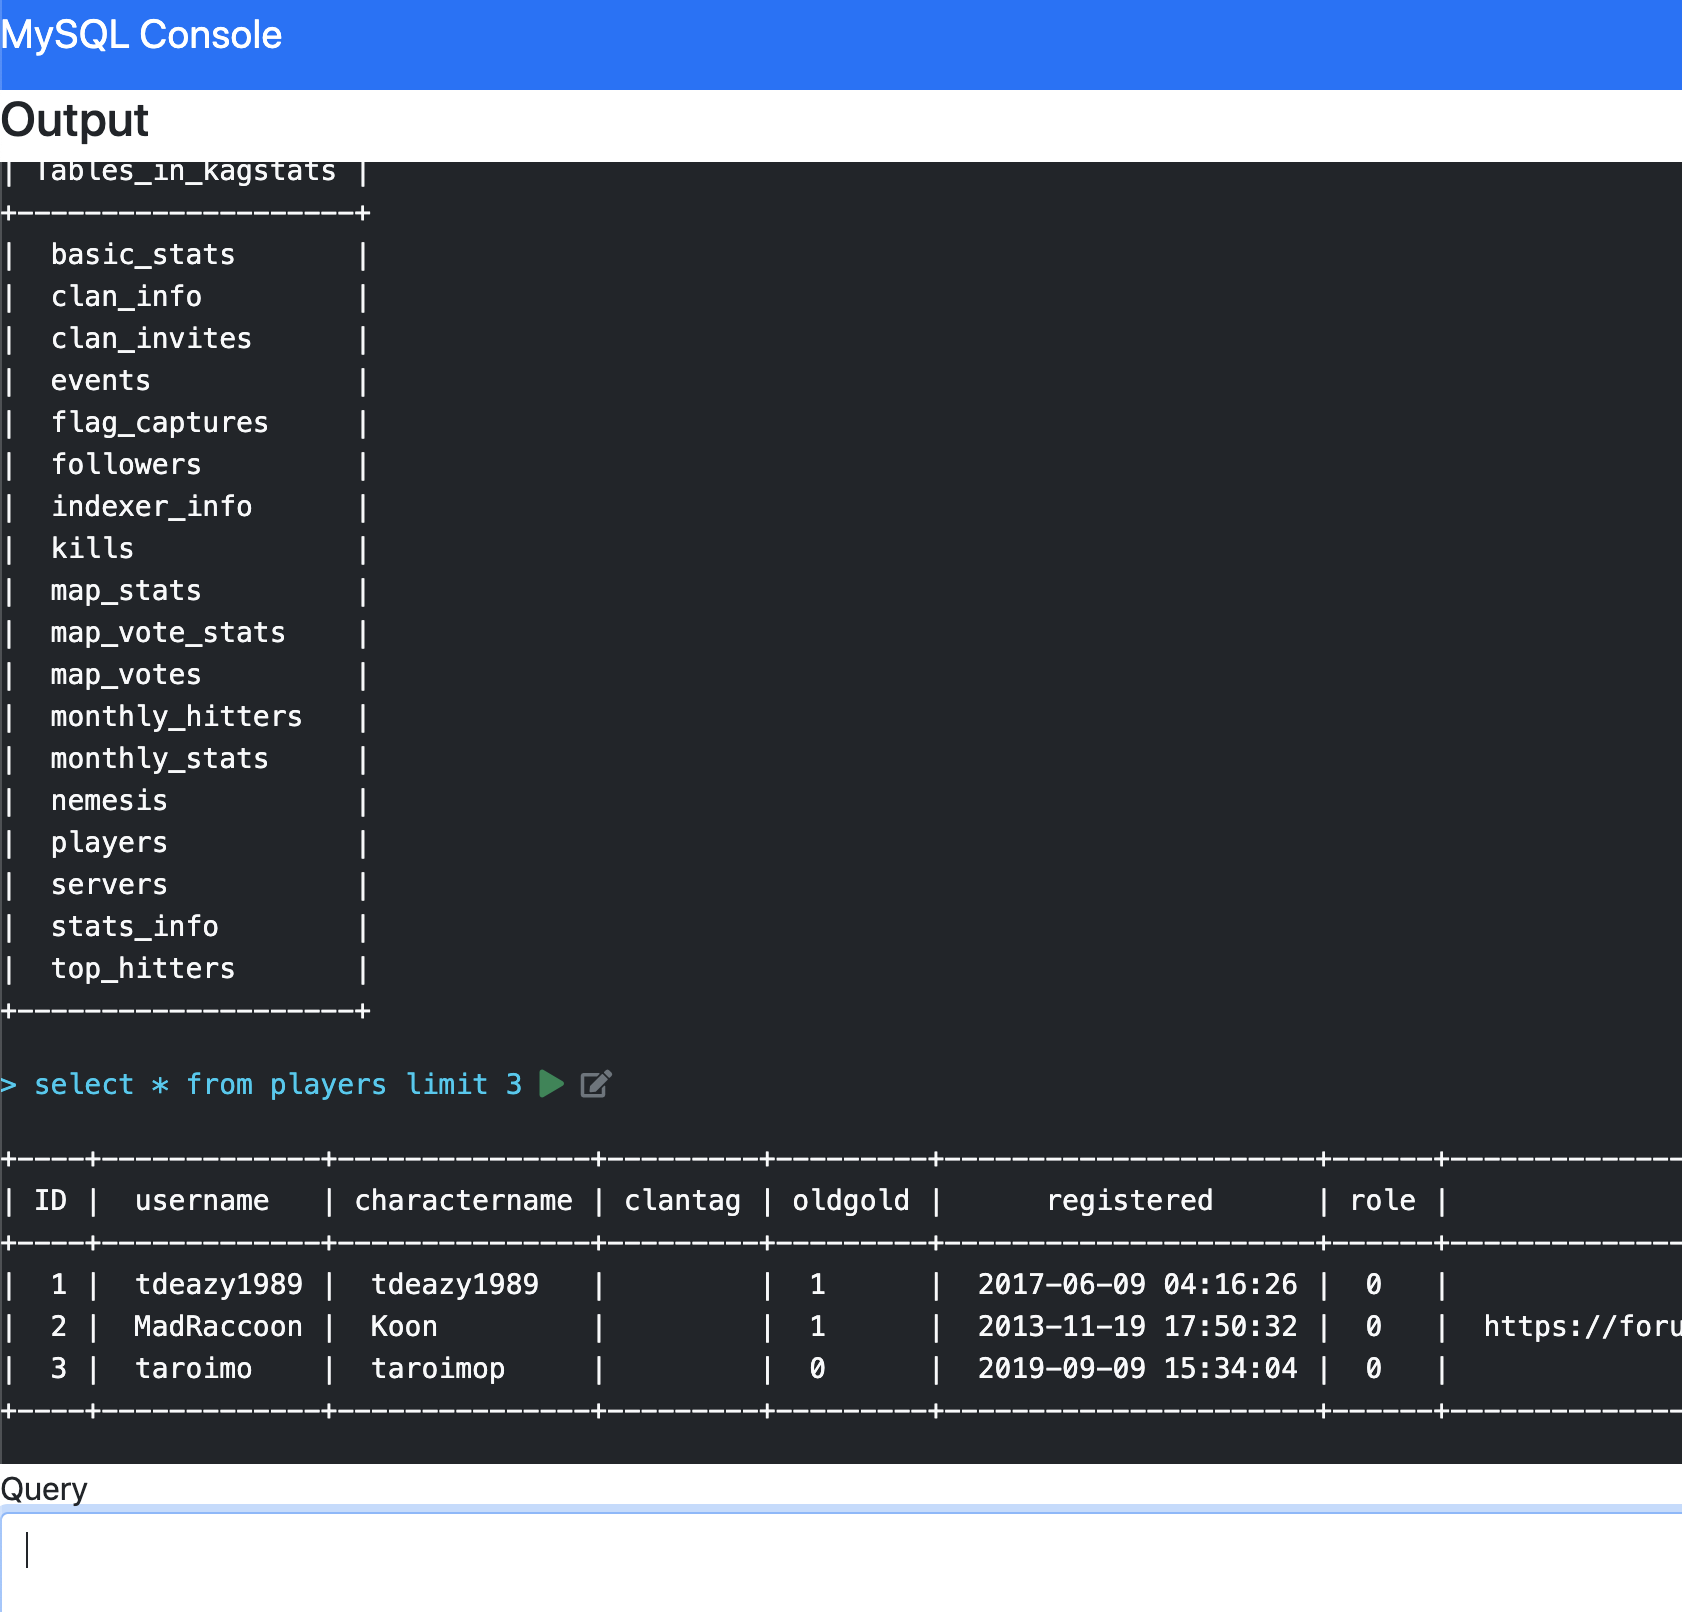 MySQL Console
Output
| Tables_in_kagstats |
+--------------------+
|  basic_stats       |
|  clan_info         |
|  clan_invites      |
|  events            |
|  flag_captures     |
|  followers         |
|  indexer_info      |
|  kills             |
|  map_stats         |
|  map_vote_stats    |
|  map_votes         |
|  monthly_hitters   |
|  monthly_stats     |
|  nemesis           |
|  players           |
|  servers           |
|  stats_info        |
|  top_hitters       |
+--------------------+
> select * from players limit 3
+----+-------------+---------------+---------+---------+----------------------+------+--------------
| ID |  username   | charactername | clantag | oldgold |      registered      | role |
+----+-------------+---------------+---------+---------+----------------------+------+--------------
|  1 |  tdeazy1989 |  tdeazy1989   |         |  1      |  2017-06-09 04:16:26 |  0   |
|  2 |  MadRaccoon |  Koon         |         |  1      |  2013-11-19 17:50:32 |  0   |  https://foru
|  3 |  taroimo    |  taroimop     |         |  0      |  2019-09-09 15:34:04 |  0   |
+----+-------------+---------------+---------+---------+----------------------+------+--------------
Query